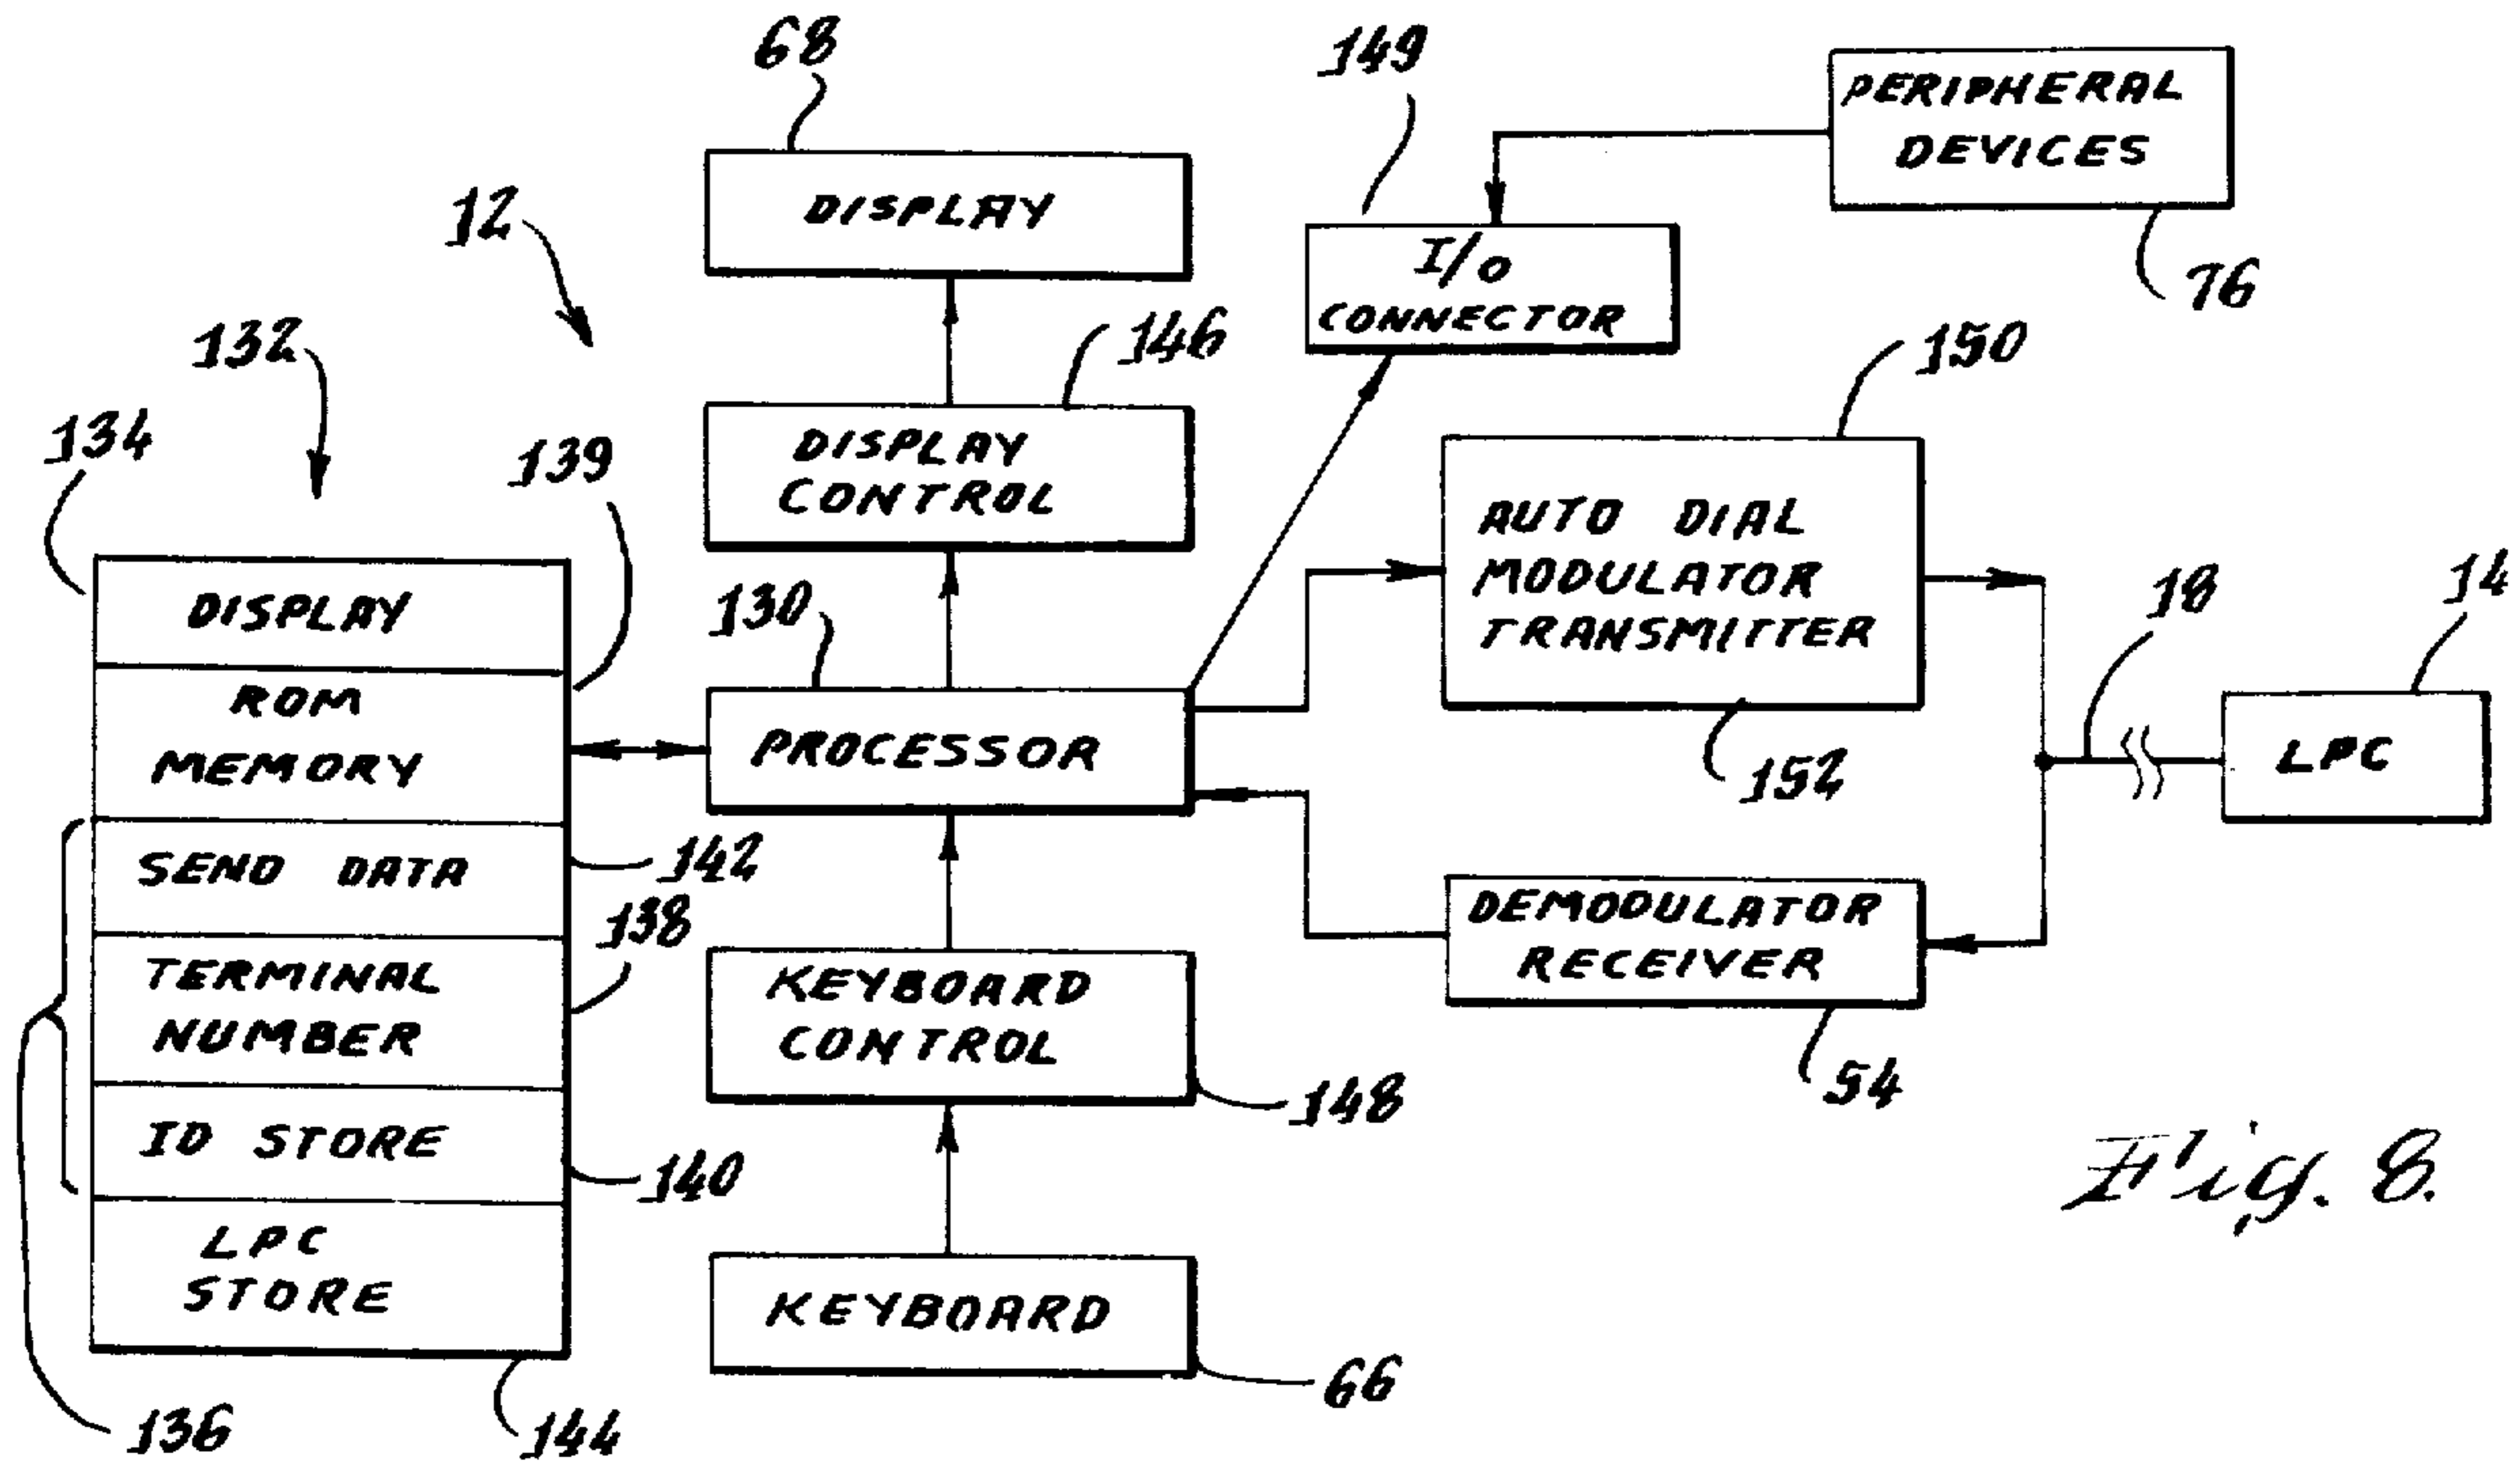 68
149
PERIPHERAL
DEVICES
76
12
DISPLAY
I/O
CONNECTOR
132
146
150
134
139
DISPLAY
CONTROL
AUTO DIAL
MODULATOR
TRANSMITTER
152
130
18
14
DISPLAY
ROM
MEMORY
PROCESSOR
LPC
SEND DATA
142
138
TERMINAL
NUMBER
KEYBOARD
CONTROL
148
DEMODULATOR
RECEIVER
54
ID STORE
140
LPC
STORE
KEYBOARD
66
136
144
Fig. 8.